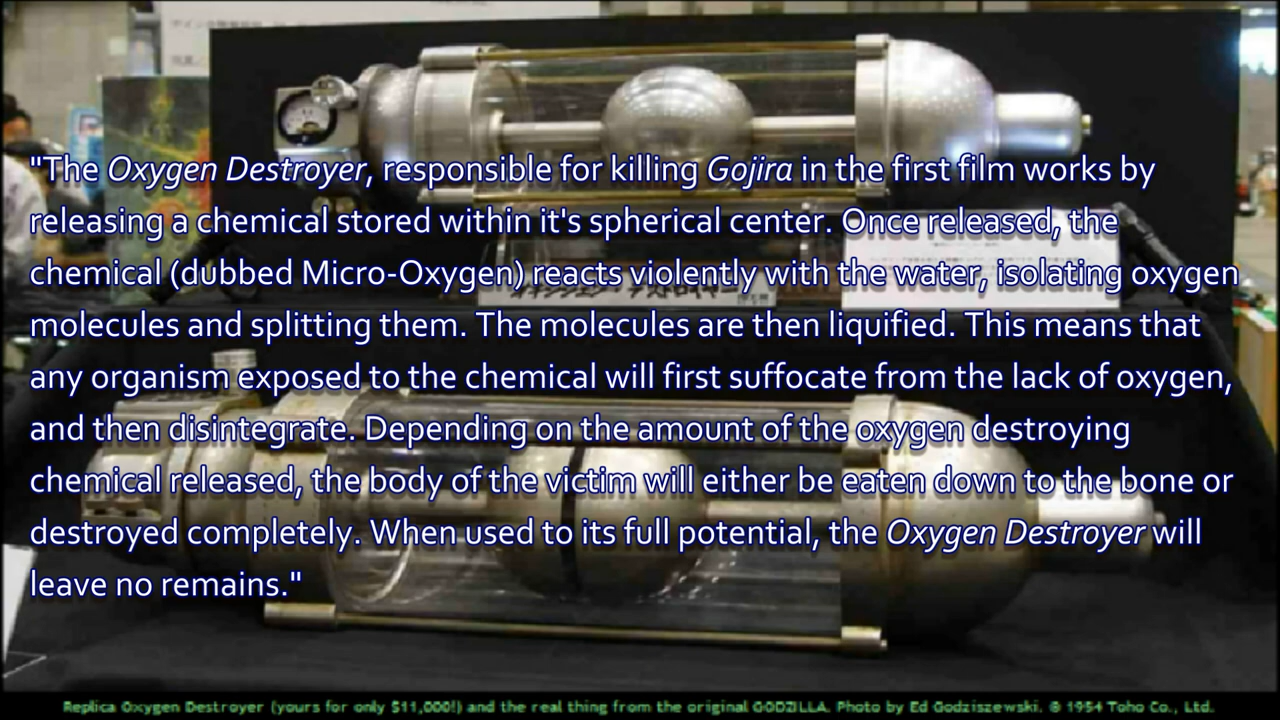 "The Oxygen Destroyer, responsible for killing Gojira in the first film works by
releasing a chemical stored within it's spherical center. Once released, the
chemical (dubbed Micro-Oxygen) reacts violently with the water, isolating oxygen
molecules and splitting them. The molecules are then liquified. This means that
any organism exposed to the chemical will first suffocate from the lack of oxygen,
and then disintegrate. Depending on the amount of the oxygen destroying
chemical released, the body of the victim will either be eaten down to the bone or
destroyed completely. When used to its full potential, the Oxygen Destroyer will
leave no remains."
Replica Oxygen Destroyer (yours for only $11,000!) and the real thing from the original GODZILLA. Photo by Ed Godziszewski. © 1954 Toho Co., Ltd.